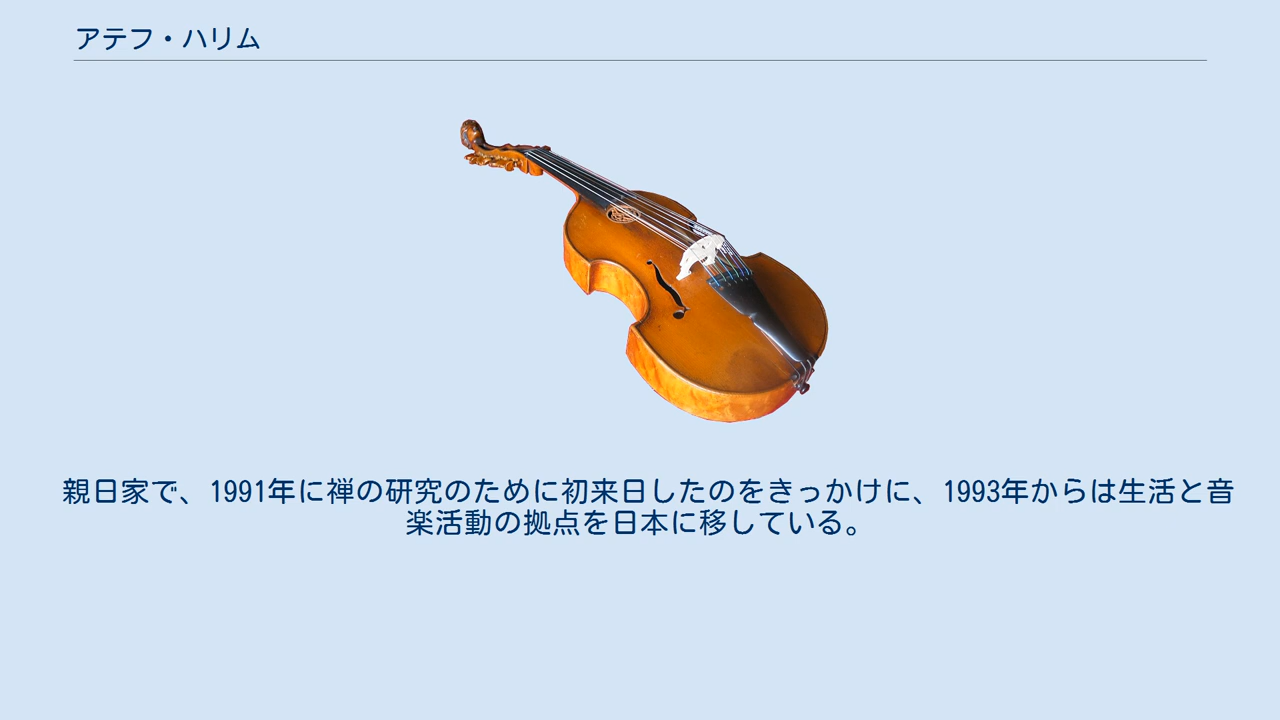 アテフ・ハリム
親日家で、1991年に禅の研究のために初来日したのをきっかけに、1993年からは生活と音
楽活動の拠点を日本に移している。